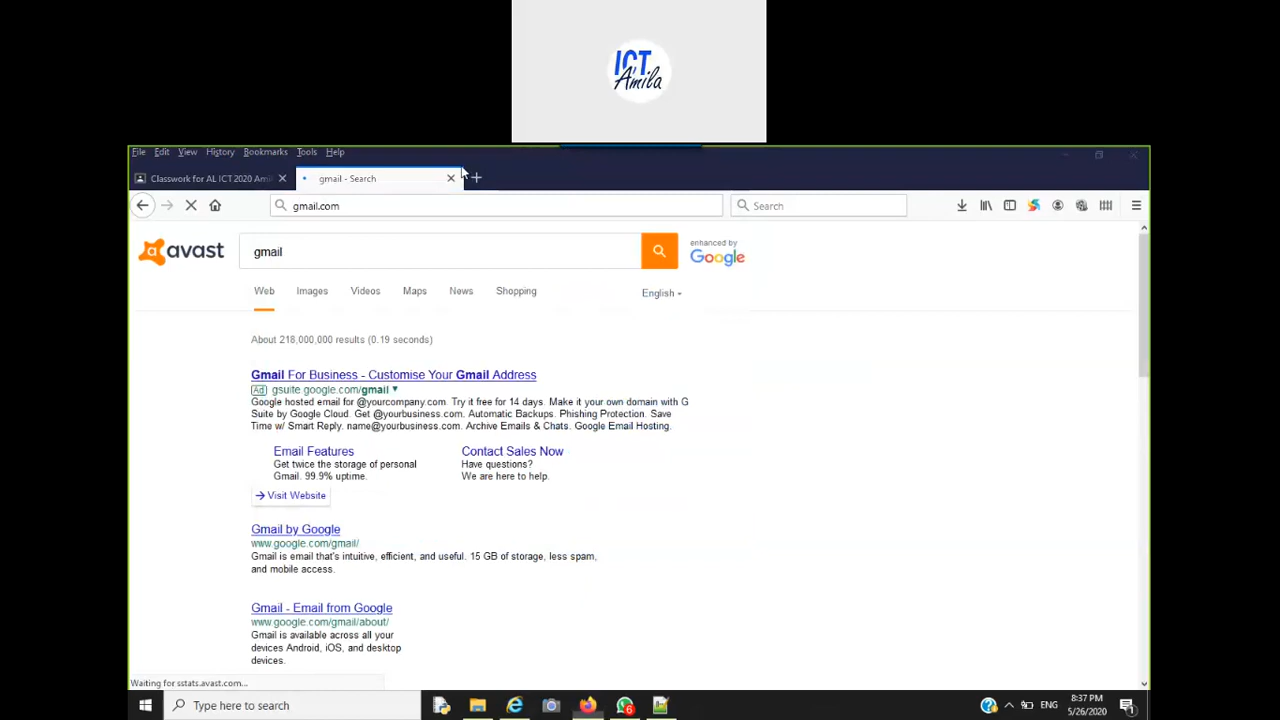 ICT
Amila
File Edit View History Bookmarks Tools Help
Classwork for AL ICT 2020 Ami
gmail - Search
gmail.com
Search
avast
gmail
enhanced by
Google
Web Images Videos Maps News Shopping English
About 218,000,000 results (0.19 seconds)
Gmail For Business - Customise Your Gmail Address
Ad gsuite.google.com/gmail
Google hosted email for @yourcompany.com. Try it free for 14 days. Make it your own domain with G
Suite by Google Cloud. Get @yourbusiness.com. Automatic Backups. Phishing Protection. Save
Time w/ Smart Reply. name@yourbusiness.com. Archive Emails & Chats. Google Email Hosting.
Email Features
Get twice the storage of personal
Gmail. 99.9% uptime.
Contact Sales Now
Have questions?
We are here to help.
Visit Website
Gmail by Google
www.google.com/gmail/
Gmail is email that's intuitive, efficient, and useful. 15 GB of storage, less spam,
and mobile access.
Gmail - Email from Google
www.google.com/gmail/about/
Gmail is available across all your
devices Android, iOS, and desktop
devices.
Waiting for sstats.avast.com...
Type here to search
6
ENG
8:37 PM
5/26/2020
1